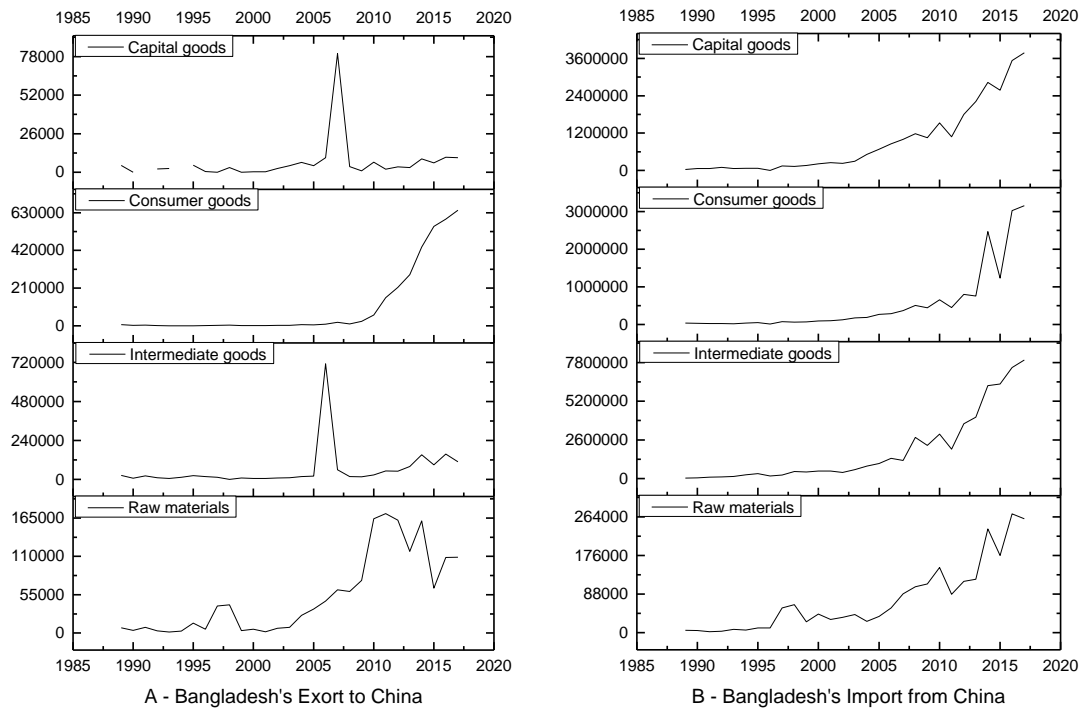 1985 1990 1995 2000 2005 2010 2015 2020
Capital goods
78000
52000
26000
0
Consumer goods
630000
420000
210000
0
Intermediate goods
720000
240000
480000
0
Raw materials
165000
110000
55000
0
1985 1990 1995 2000 2005 2010 2015 2020
A - Bangladesh's Exort to China
1985 1990 1995 2000 2005 2010 2015 2020
Capital goods
3600000
2400000
1200000
0
Consumer goods
3000000
2000000
1000000
0
Intermediate goods
7800000
5200000
2600000
0
Raw materials
264000
176000
88000
0
1985 1990 1995 2000 2005 2010 2015 2020
B - Bangladesh's Import from China